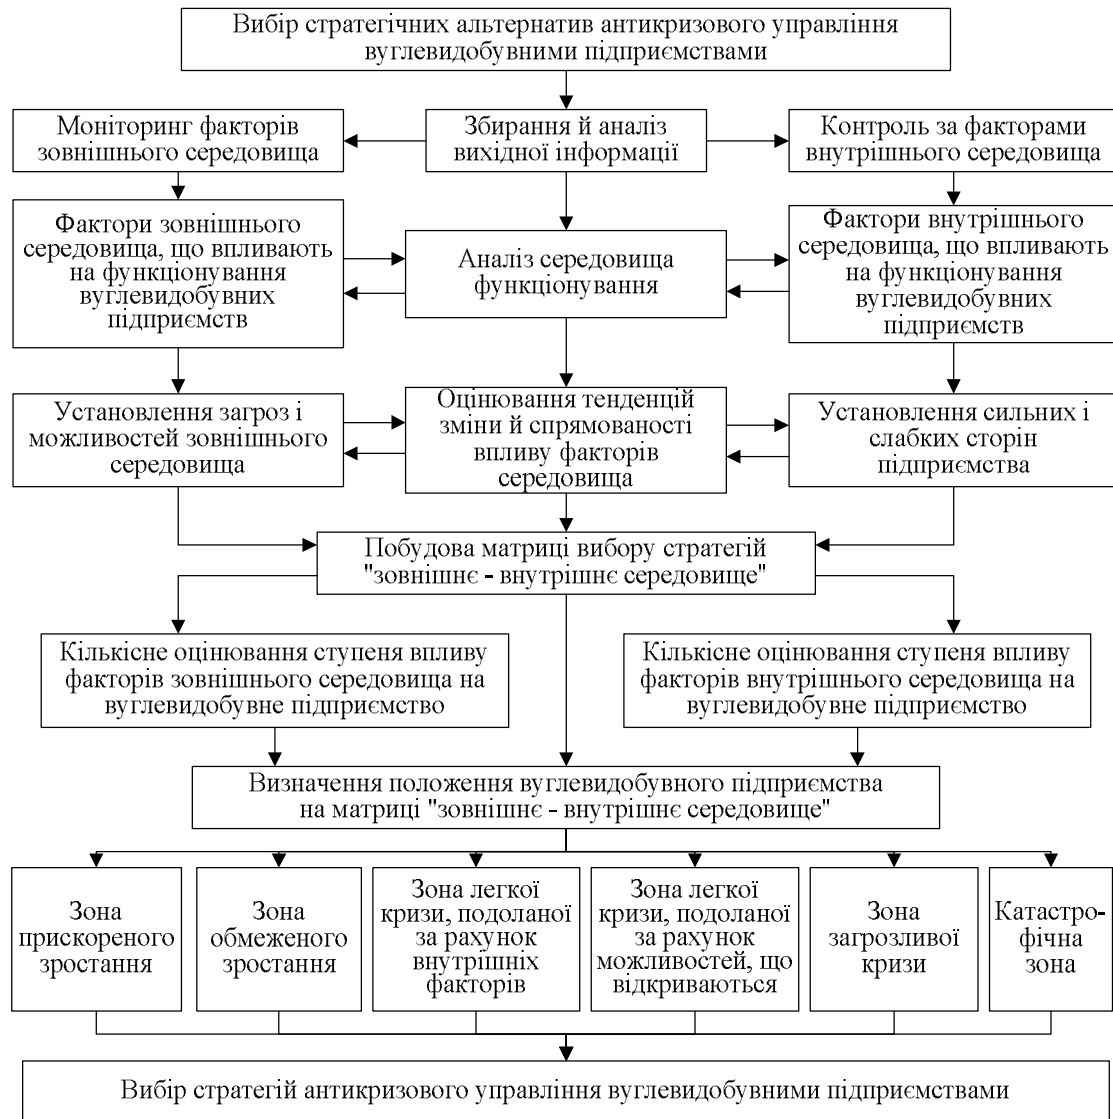 Вибір стратегічних альтернатив антикризового управління
вуглевидобувними підприємствами
Моніторинг факторів
зовнішнього середовища
Збирання й аналіз
вихідної інформації
Контроль за факторами
внутрішнього середовища
Фактори зовнішнього
середовища, що впливають
на функціонування
вуглевидобувних
підприємств
Аналіз середовища
функціонування
Фактори внутрішнього
середовища, що впливають
на функціонування
вуглевидобувних
підприємств
Установлення загроз і
можливостей зовнішнього
середовища
Оцінювання тенденцій
зміни й спрямованості
впливу факторів
середовища
Установлення сильних і
слабких сторін
підприємства
Побудова матриці вибору стратегій
"зовнішнє - внутрішнє середовище"
Кількісне оцінювання ступеня впливу
факторів зовнішнього середовища на
вуглевидобувне підприємство
Кількісне оцінювання ступеня впливу
факторів внутрішнього середовища на
вуглевидобувне підприємство
Визначення положення вуглевидобувного підприємства
на матриці "зовнішнє - внутрішнє середовище"
Зона
прискореного
зростання
Зона
обмеженого
зростання
Зона легкої
кризи, подоланої
за рахунок
внутрішніх
факторів
Зона легкої
кризи, подоланої
за рахунок
можливостей, що
відкриваються
Зона
загрозливої
кризи
Катастро-
фічна
зона
Вибір стратегій антикризового управління вуглевидобувними підприємствами